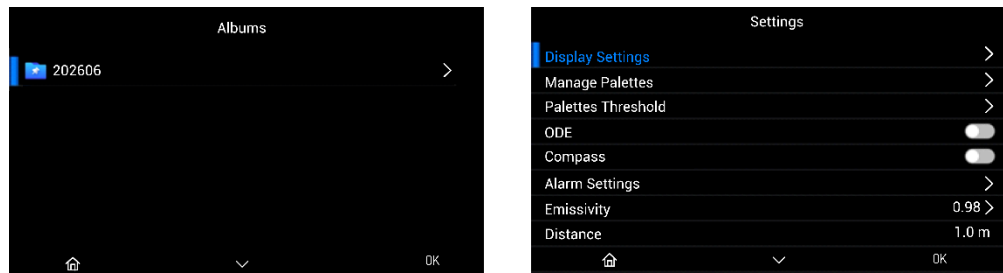 Albums
202606
OK
Settings
Display Settings
Manage Palettes
Palettes Threshold
ODE
Compass
Alarm Settings
Emissivity 0.98
Distance 1.0 m
OK